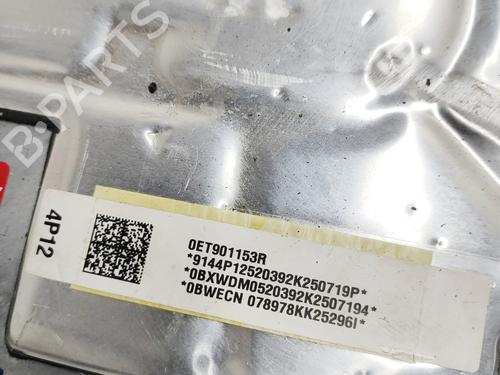 B-PARTS
4P12
0ET901153R
*9144P12520392K250719P*
*0BXWDM0520392K2507194*
*0BWECN 078978KK25296I*